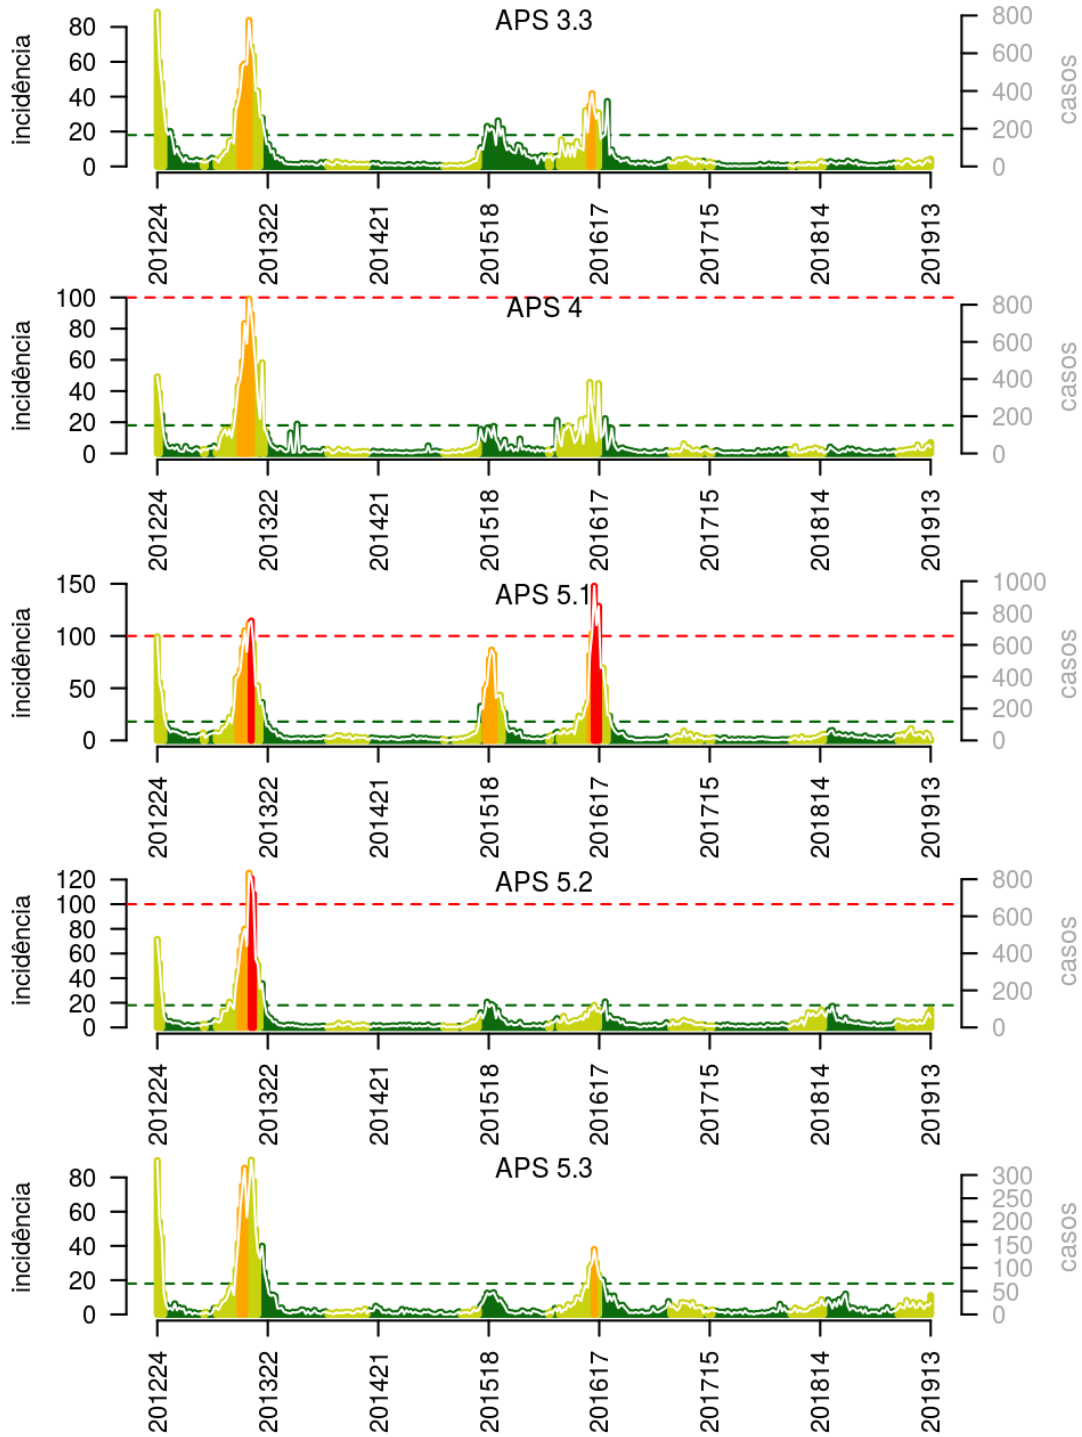 APS 3.3
incidência
0 20 40 60 80
casos
0 200 400 600 800
201224 201322 201421 201518 201617 201715 201814 201913
APS 4
incidência
0 20 40 60 80 100
casos
0 200 400 600 800
201224 201322 201421 201518 201617 201715 201814 201913
APS 5.1
incidência
0 50 100 150
casos
0 200 400 600 800 1000
201224 201322 201421 201518 201617 201715 201814 201913
APS 5.2
incidência
0 20 40 60 80 100 120
casos
0 200 400 600 800
201224 201322 201421 201518 201617 201715 201814 201913
APS 5.3
incidência
0 20 40 60 80
casos
0 50 100 150 200 250 300
201224 201322 201421 201518 201617 201715 201814 201913